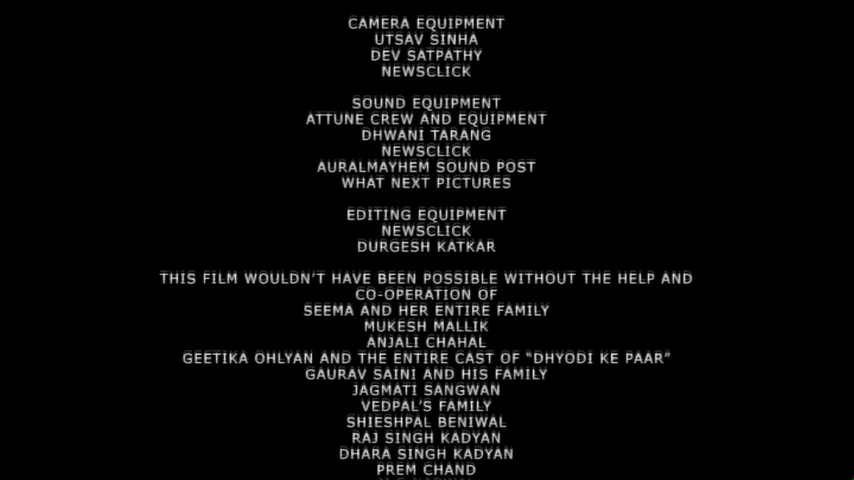 CAMERA EQUIPMENT
UTSAV SINHA
DEV SATPATHY
NEWSCLICK
SOUND EQUIPMENT
ATTUNE CREW AND EQUIPMENT
DHWANI TARANG
NEWSCLICK
AURALMAYHEM SOUND POST
WHAT NEXT PICTURES
EDITING EQUIPMENT
NEWSCLICK
DURGESH KATKAR
THIS FILM WOULDN'T HAVE BEEN POSSIBLE WITHOUT THE HELP AND
CO-OPERATION OF
SEEMA AND HER ENTIRE FAMILY
MUKESH MALLIK
ANJALI CHAHAL
GEETIKA OHLYAN AND THE ENTIRE CAST OF “DHYODI KE PAAR”
GAURAV SAINI AND HIS FAMILY
JAGMATI SANGWAN
VEDPAL'S FAMILY
SHIESHPAL BENIWAL
RAJ SINGH KADYAN
DHARA SINGH KADYAN
PREM CHAND